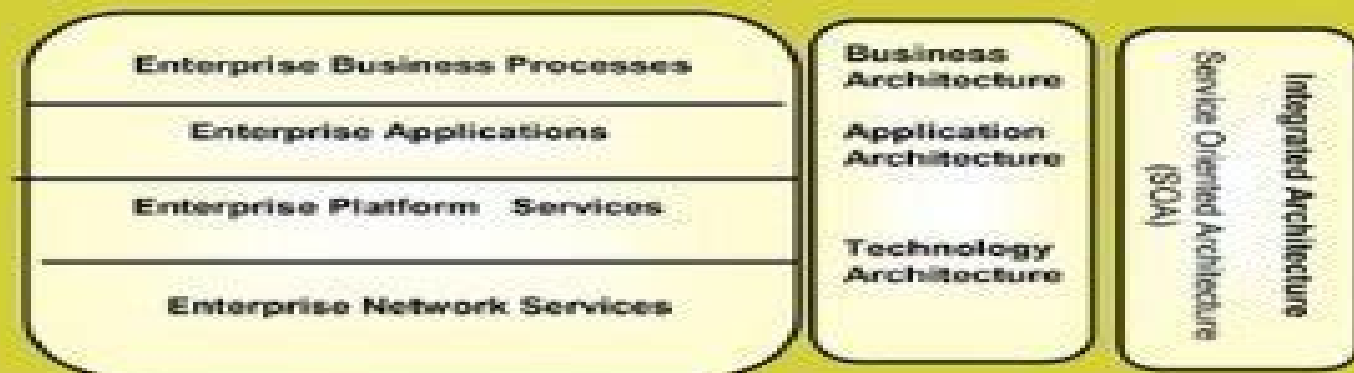 Enterprise Business Processes
Enterprise Applications
Enterprise Platform Services
Enterprise Network Services
Business
Architecture
Application
Architecture
Technology
Architecture
Integrated Architecture
Service Oriented Architecture
(SOA)